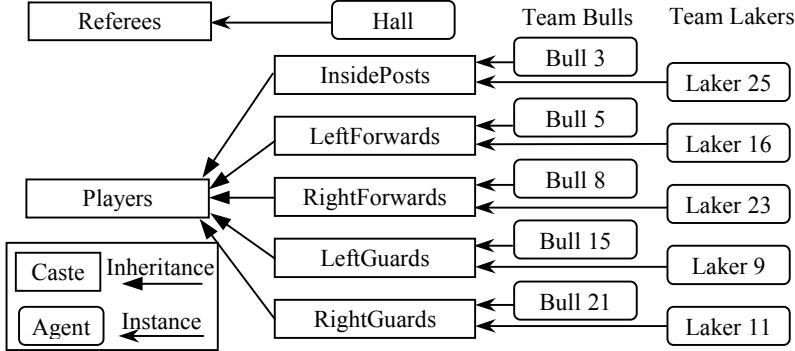 Team Bulls
Team Lakers
Referees
Hall
InsidePosts
Bull 3
Laker 25
LeftForwards
Bull 5
Laker 16
Players
RightForwards
Bull 8
Laker 23
LeftGuards
Bull 15
Laker 9
RightGuards
Bull 21
Laker 11
Caste
Inheritance
Agent
Instance